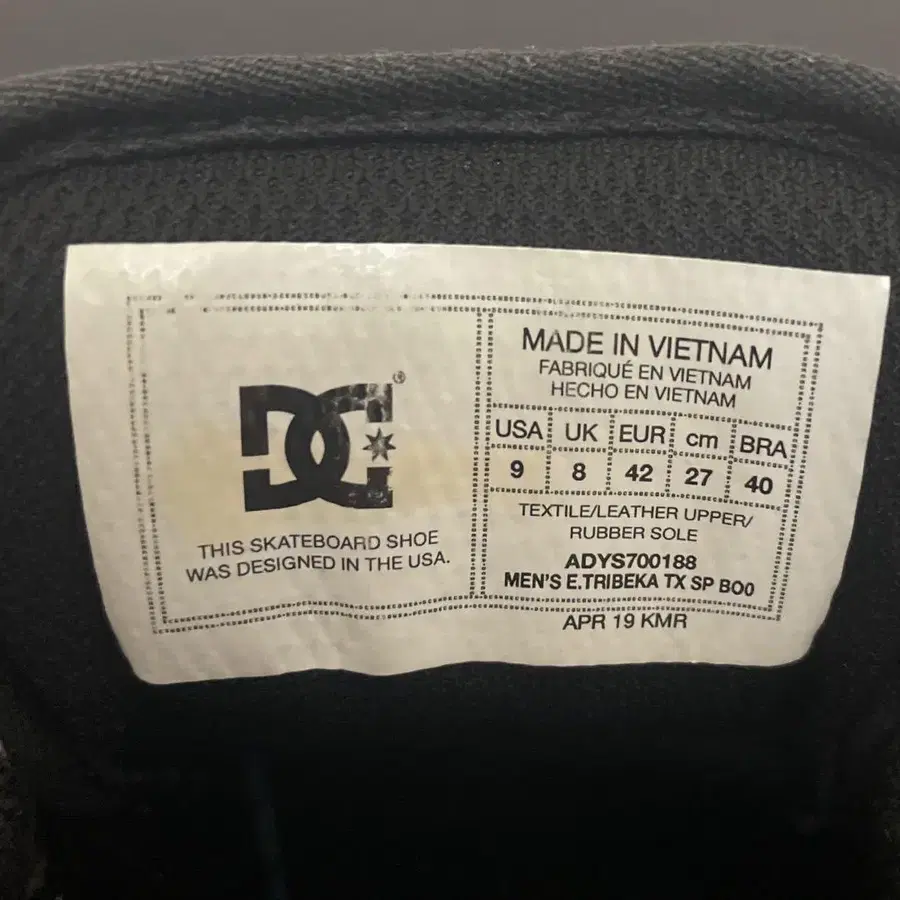 DC®
THIS SKATEBOARD SHOE
WAS DESIGNED IN THE USA.
MADE IN VIETNAM
FABRIQUÉ EN VIETNAM
HECHO EN VIETNAM
USA UK EUR cm BRA
9 8 42 27 40
TEXTILE/LEATHER UPPER/
RUBBER SOLE
ADYS700188
MEN'S E.TRIBEKA TX SP BO0
APR 19 KMR